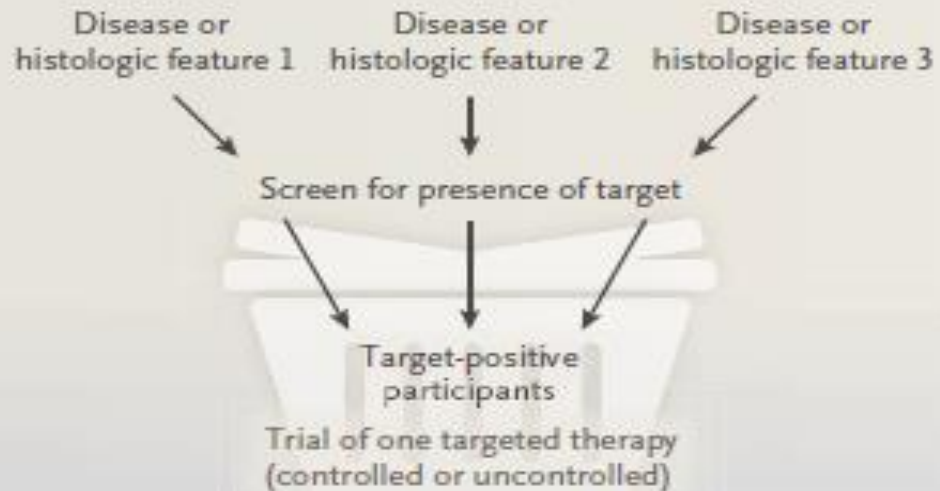 Disease or
histologic feature 1
Disease or
histologic feature 2
Disease or
histologic feature 3
Screen for presence of target
Target-positive
participants
Trial of one targeted therapy
(controlled or uncontrolled)